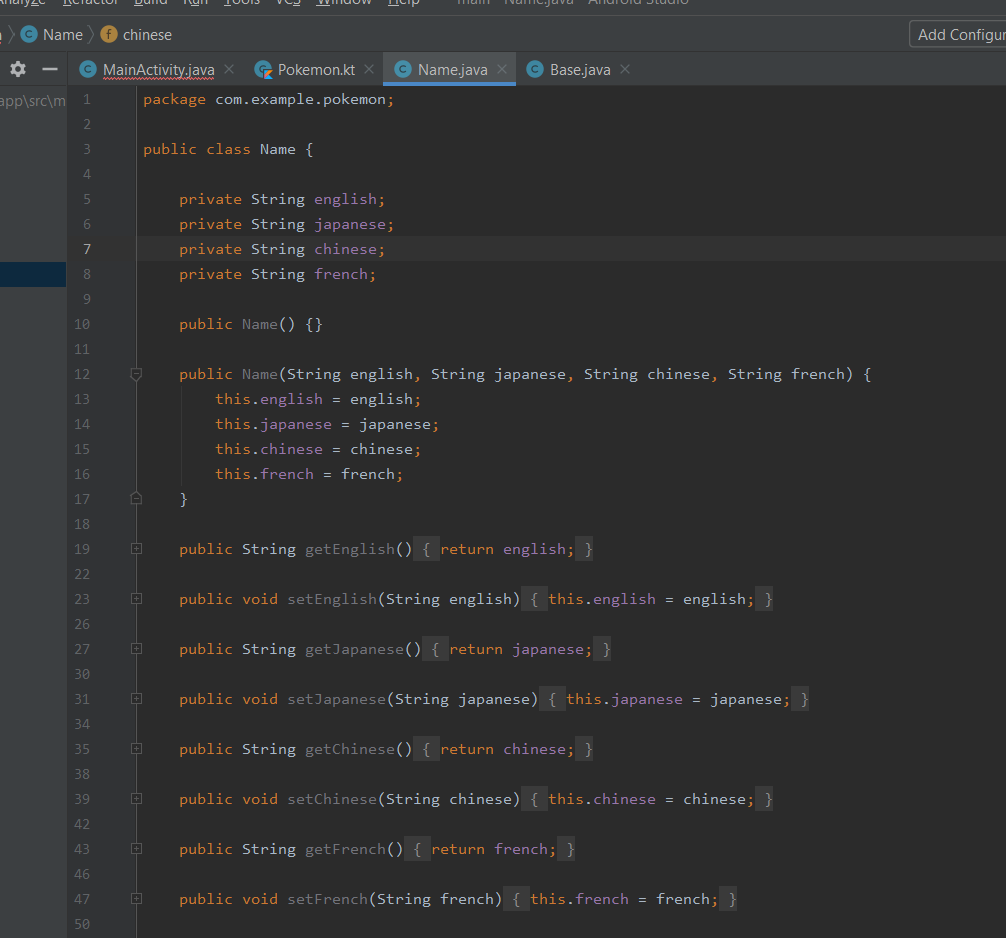 Analyze Refactor Build Run Tools VCS Window Help main - Name.java - Android Studio
Name chinese Add Configur
MainActivity.java Pokemon.kt Name.java Base.java
app\src\m
1 package com.example.pokemon;
2
3 public class Name {
4
5 private String english;
6 private String japanese;
7 private String chinese;
8 private String french;
9
10 public Name() {}
11
12 public Name(String english, String japanese, String chinese, String french) {
13 this.english = english;
14 this.japanese = japanese;
15 this.chinese = chinese;
16 this.french = french;
17 }
18
19 public String getEnglish() { return english; }
22
23 public void setEnglish(String english) { this.english = english; }
26
27 public String getJapanese() { return japanese; }
30
31 public void setJapanese(String japanese) { this.japanese = japanese; }
34
35 public String getChinese() { return chinese; }
38
39 public void setChinese(String chinese) { this.chinese = chinese; }
42
43 public String getFrench() { return french; }
46
47 public void setFrench(String french) { this.french = french; }
50